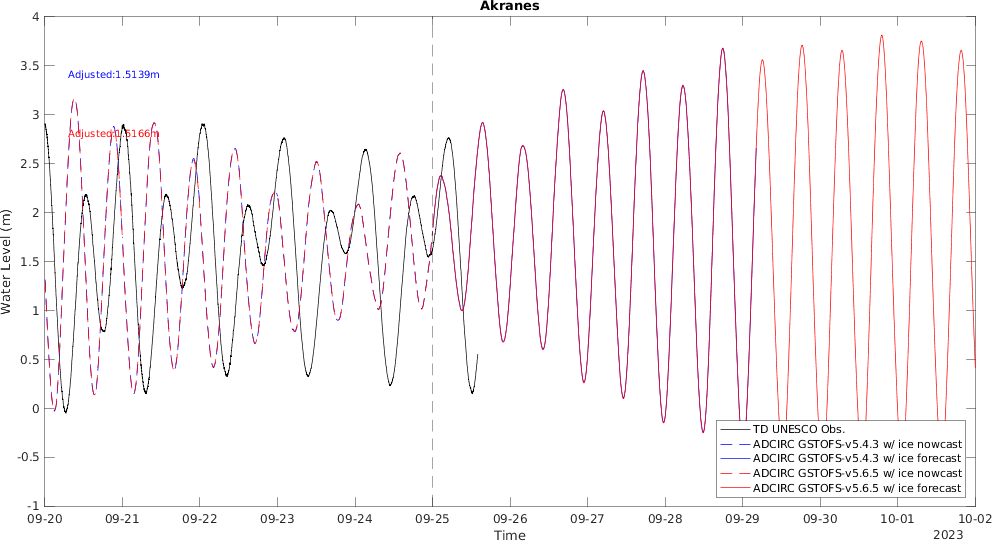 Akranes
4
3.5
3
2.5
2
1.5
1
0.5
0
-0.5
-1
Water Level (m)
Adjusted:1.5139m
Adjusted:1.5166m
TD UNESCO Obs.
ADCIRC GSTOFS-v5.4.3 w/ ice nowcast
ADCIRC GSTOFS-v5.4.3 w/ ice forecast
ADCIRC GSTOFS-v5.6.5 w/ ice nowcast
ADCIRC GSTOFS-v5.6.5 w/ ice forecast
09-20 09-21 09-22 09-23 09-24 09-25 09-26 09-27 09-28 09-29 09-30 10-01 10-02
Time
2023